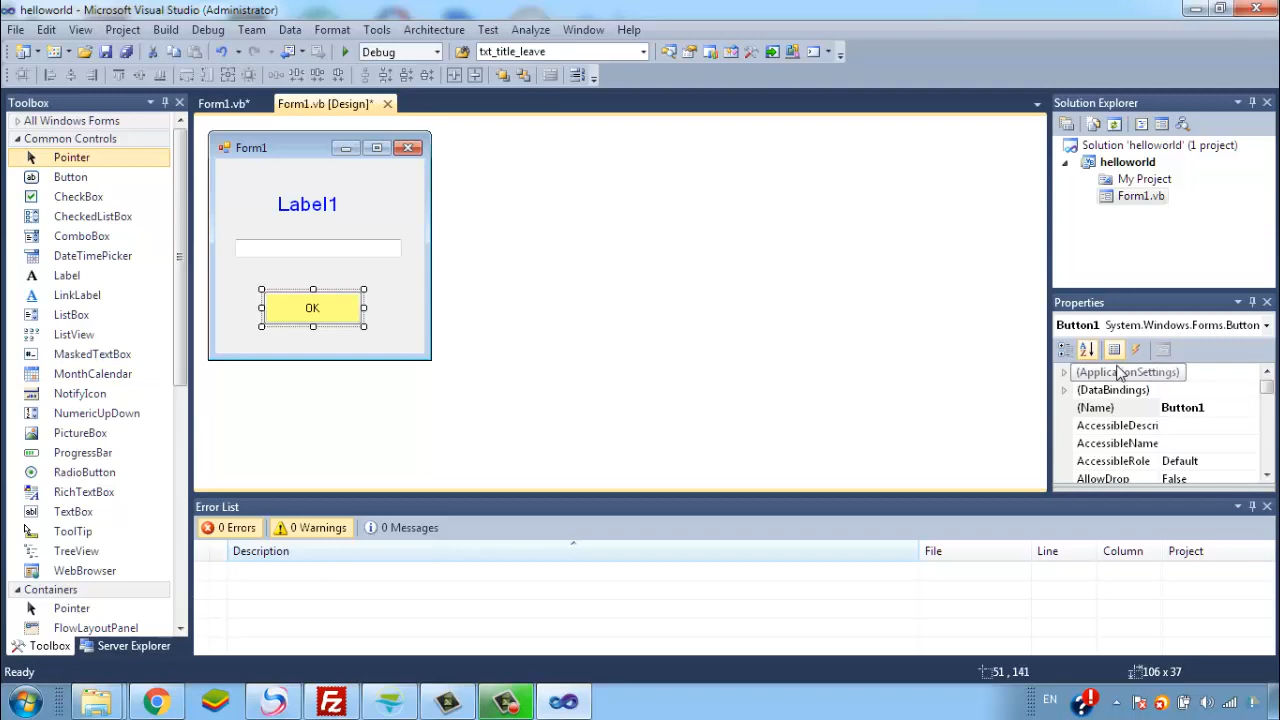 helloworld - Microsoft Visual Studio (Administrator)
File Edit View Project Build Debug Team Data Format Tools Architecture Test Analyze Window Help
Debug txt_title_leave
Toolbox
All Windows Forms
Common Controls
Pointer
Button
CheckBox
CheckedListBox
ComboBox
DateTimePicker
Label
LinkLabel
ListBox
ListView
MaskedTextBox
MonthCalendar
NotifyIcon
NumericUpDown
PictureBox
ProgressBar
RadioButton
RichTextBox
TextBox
ToolTip
TreeView
WebBrowser
Containers
Pointer
FlowLayoutPanel
Toolbox Server Explorer
Form1.vb* Form1.vb [Design]*
Form1
Label1
OK
Error List
0 Errors 0 Warnings 0 Messages
Description File Line Column Project
Solution Explorer
Solution 'helloworld' (1 project)
helloworld
My Project
Form1.vb
Properties
Button1 System.Windows.Forms.Button
(ApplicationSettings)
(DataBindings)
(Name) Button1
AccessibleDescri
AccessibleName
AccessibleRole Default
AllowDrop False
Ready 51 , 141 106 x 37
EN